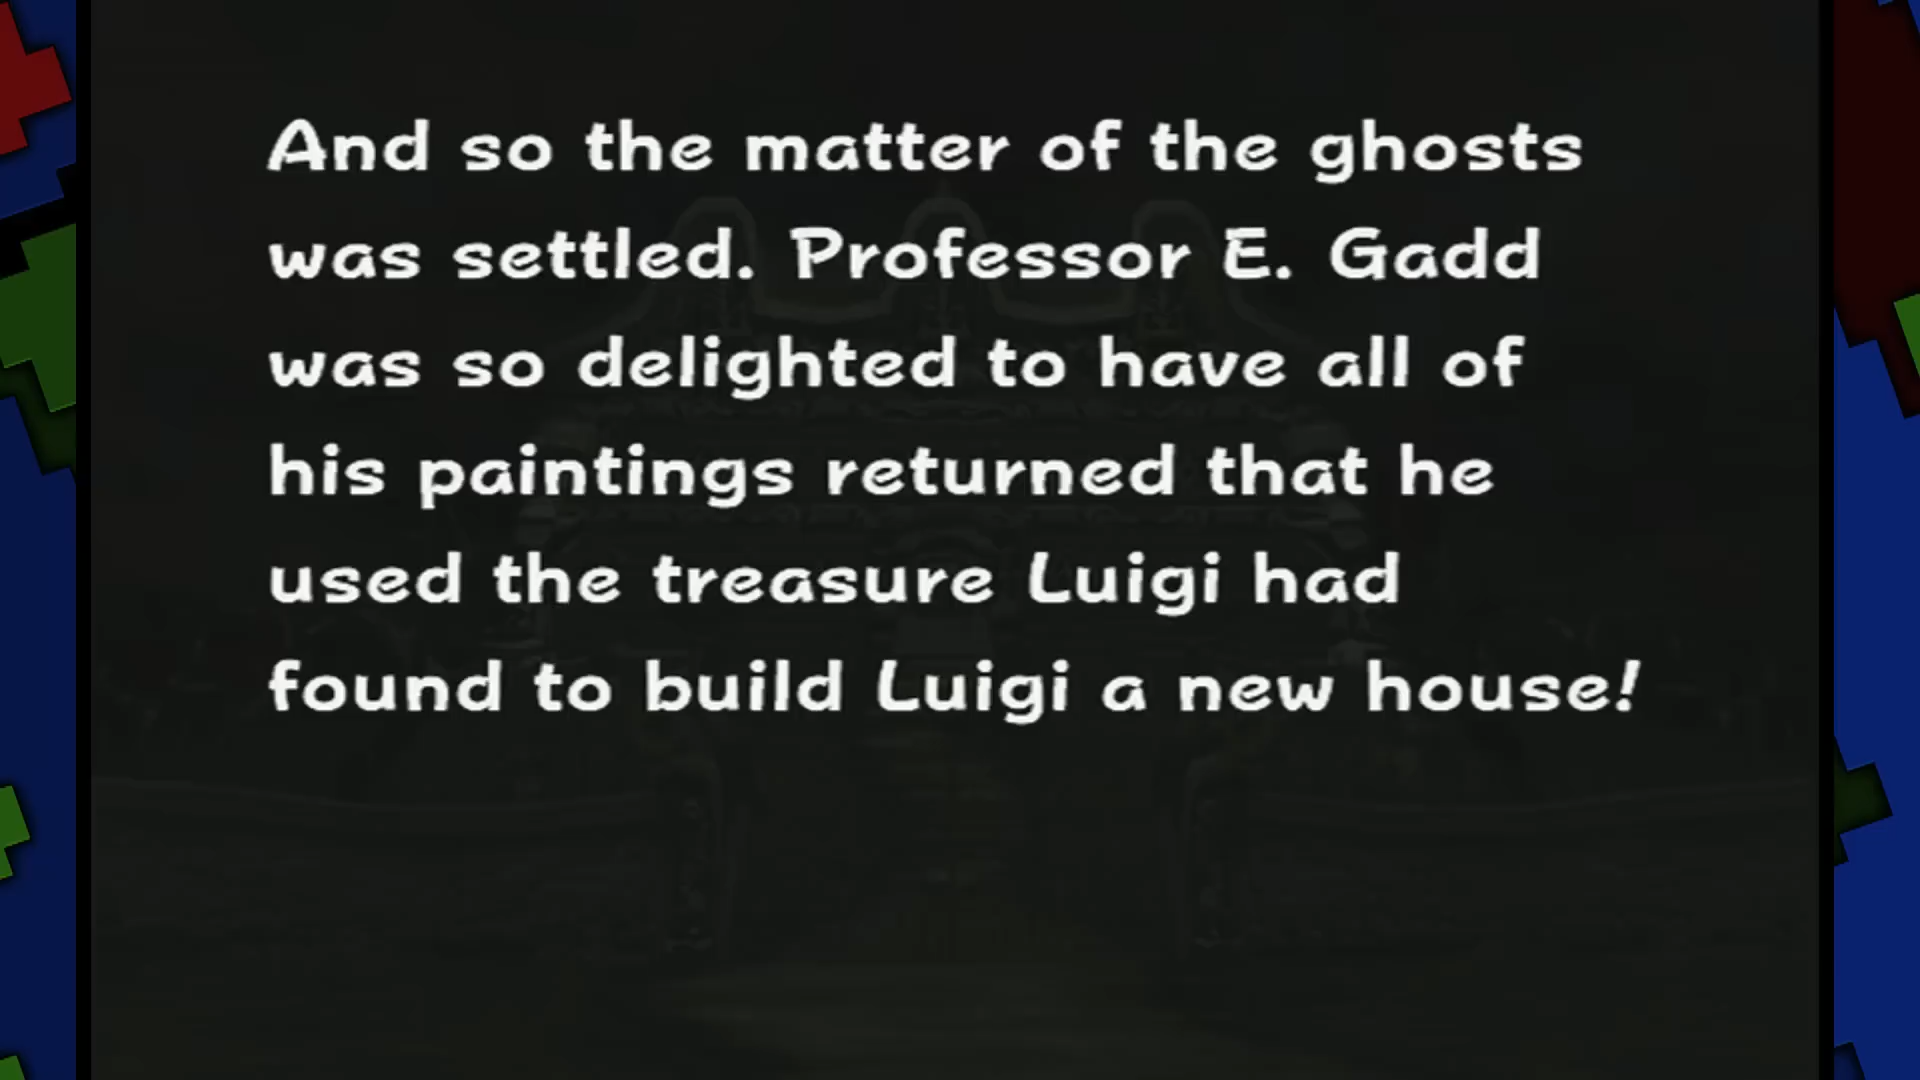 And so the matter of the ghosts
was settled. Professor E. Gadd
was so delighted to have all of
his paintings returned that he
used the treasure Luigi had
found to build Luigi a new house!